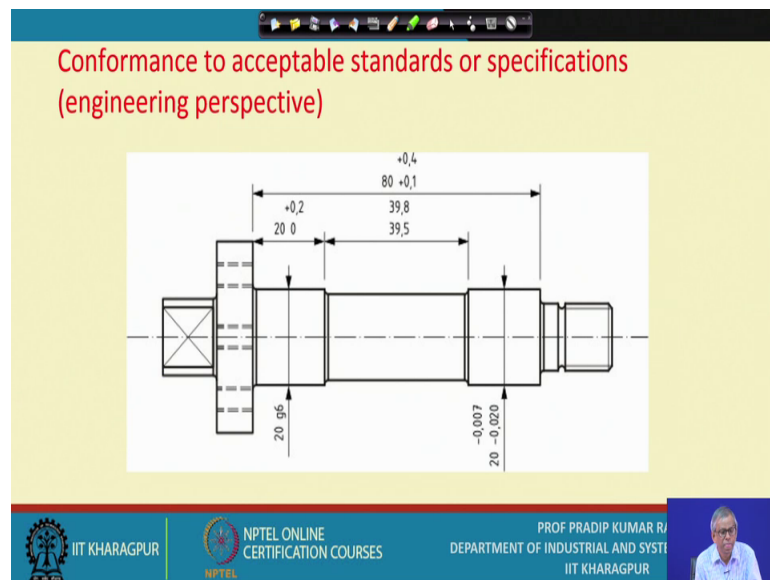 Conformance to acceptable standards or specifications
(engineering perspective)
+0,4
80 +0,1
+0,2
20 0
39,8
39,5
20 g6
-0,007
20 -0,020
IIT KHARAGPUR
NPTEL
NPTEL ONLINE
CERTIFICATION COURSES
PROF PRADIP KUMAR RA
DEPARTMENT OF INDUSTRIAL AND SYSTE
IIT KHARAGPUR